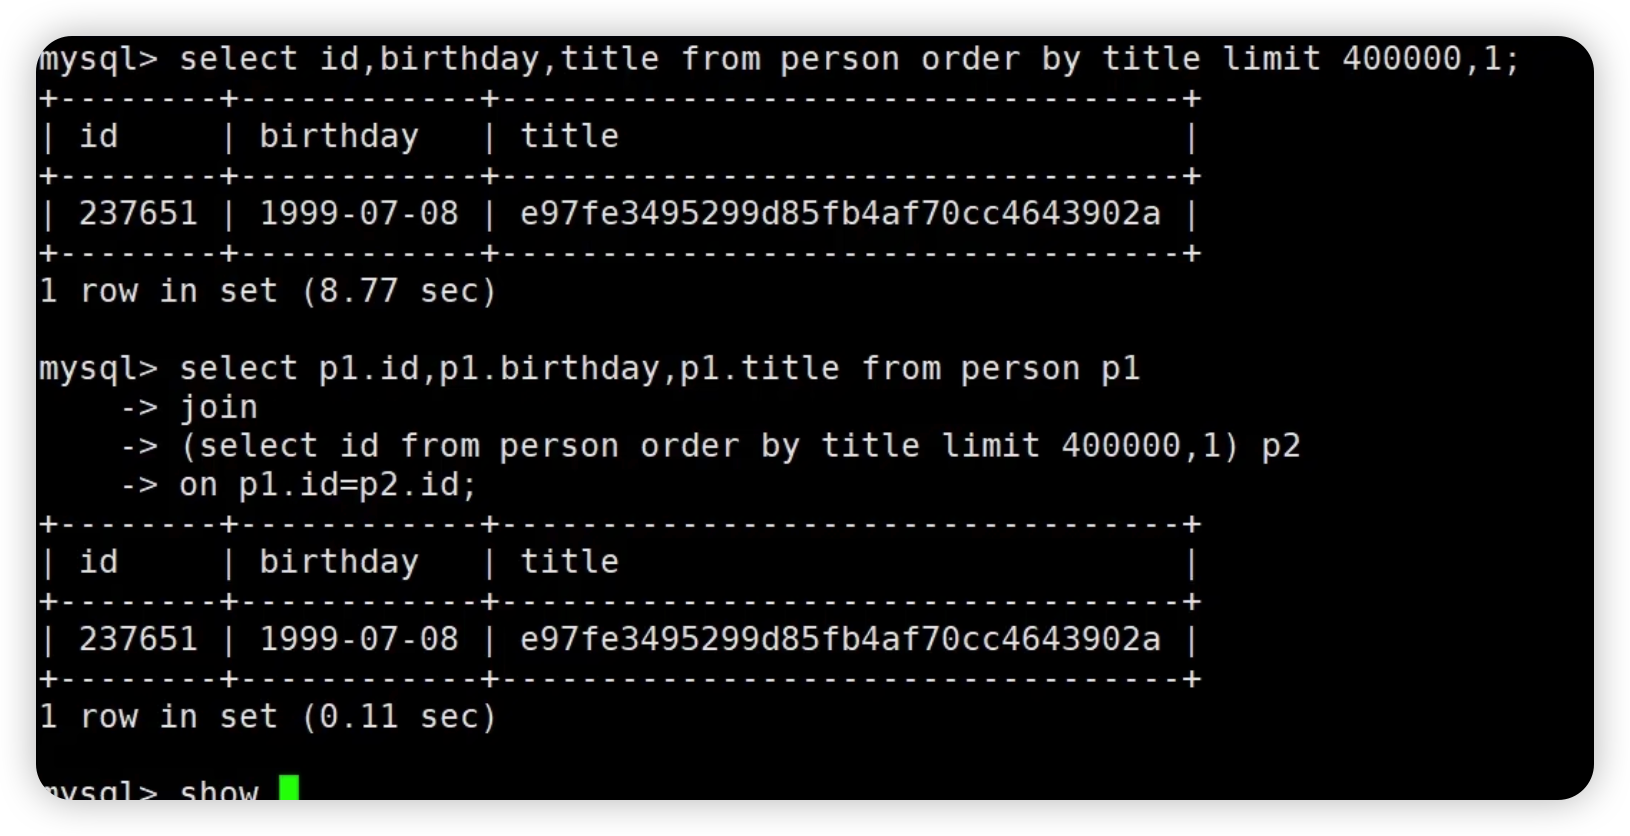 mysql> select id,birthday,title from person order by title limit 400000,1;
+--------+------------+----------------------------------+
| id     | birthday   | title                            |
+--------+------------+----------------------------------+
| 237651 | 1999-07-08 | e97fe3495299d85fb4af70cc4643902a |
+--------+------------+----------------------------------+
1 row in set (8.77 sec)
mysql> select p1.id,p1.birthday,p1.title from person p1
    -> join
    -> (select id from person order by title limit 400000,1) p2
    -> on p1.id=p2.id;
+--------+------------+----------------------------------+
| id     | birthday   | title                            |
+--------+------------+----------------------------------+
| 237651 | 1999-07-08 | e97fe3495299d85fb4af70cc4643902a |
+--------+------------+----------------------------------+
1 row in set (0.11 sec)
mysql> show